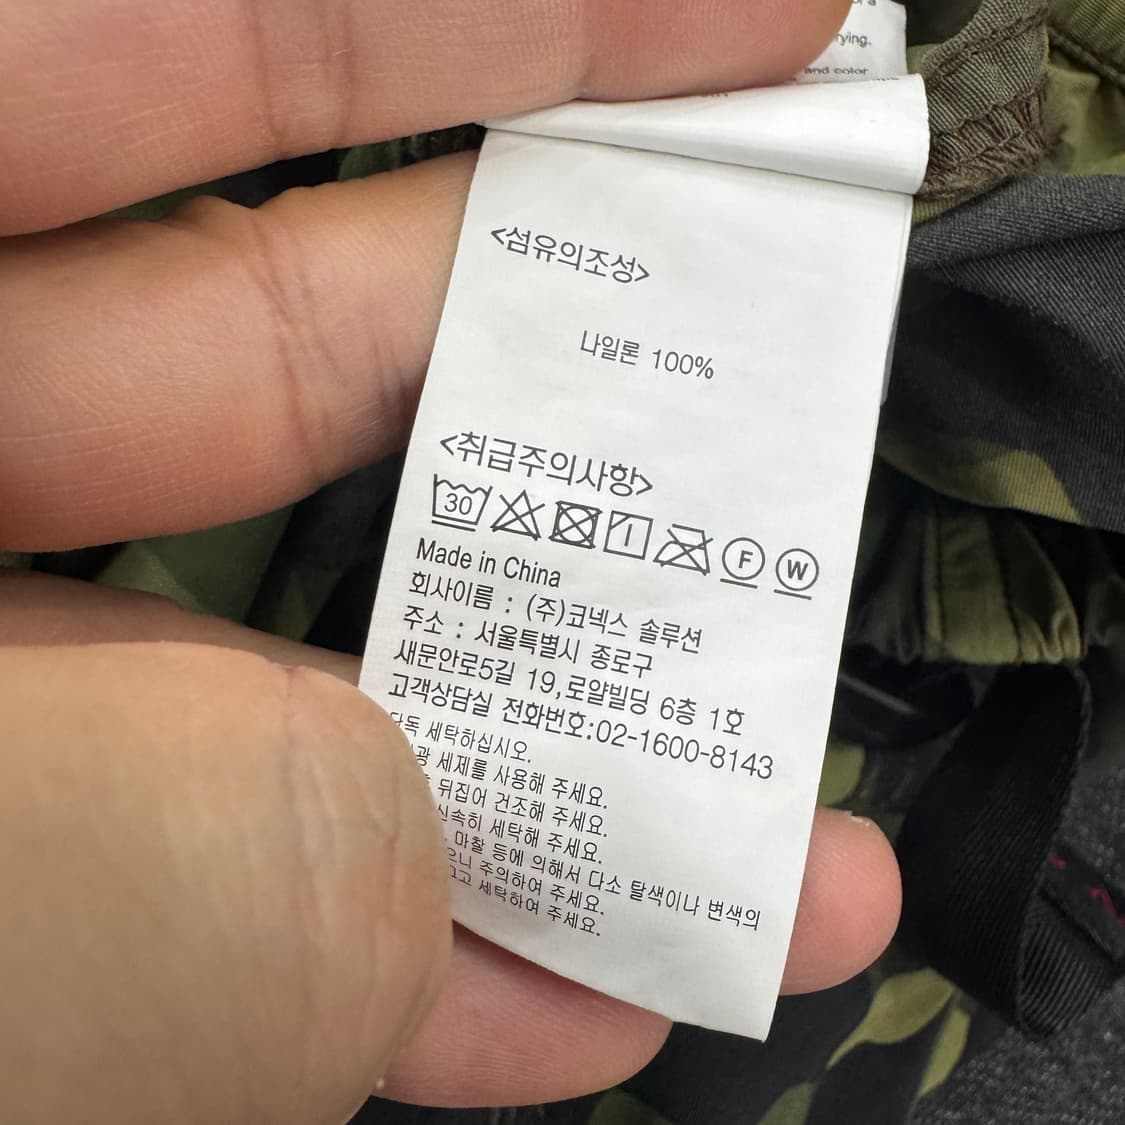 rying.
and color
<섬유의조성>
나일론 100%
<취급주의사항>
30
F W
Made in China
회사이름 : (주)코넥스 솔루션
주소 : 서울특별시 종로구
새문안로5길 19,로얄빌딩 6층 1호
고객상담실 전화번호:02-1600-8143
단독 세탁하십시오.
세제를 사용해 주세요.
뒤집어 건조해 주세요.
신속히 세탁해 주세요.
마찰 등에 의해서 다소 탈색이나 변색의
주의하여 주세요.
세탁하여 주세요.